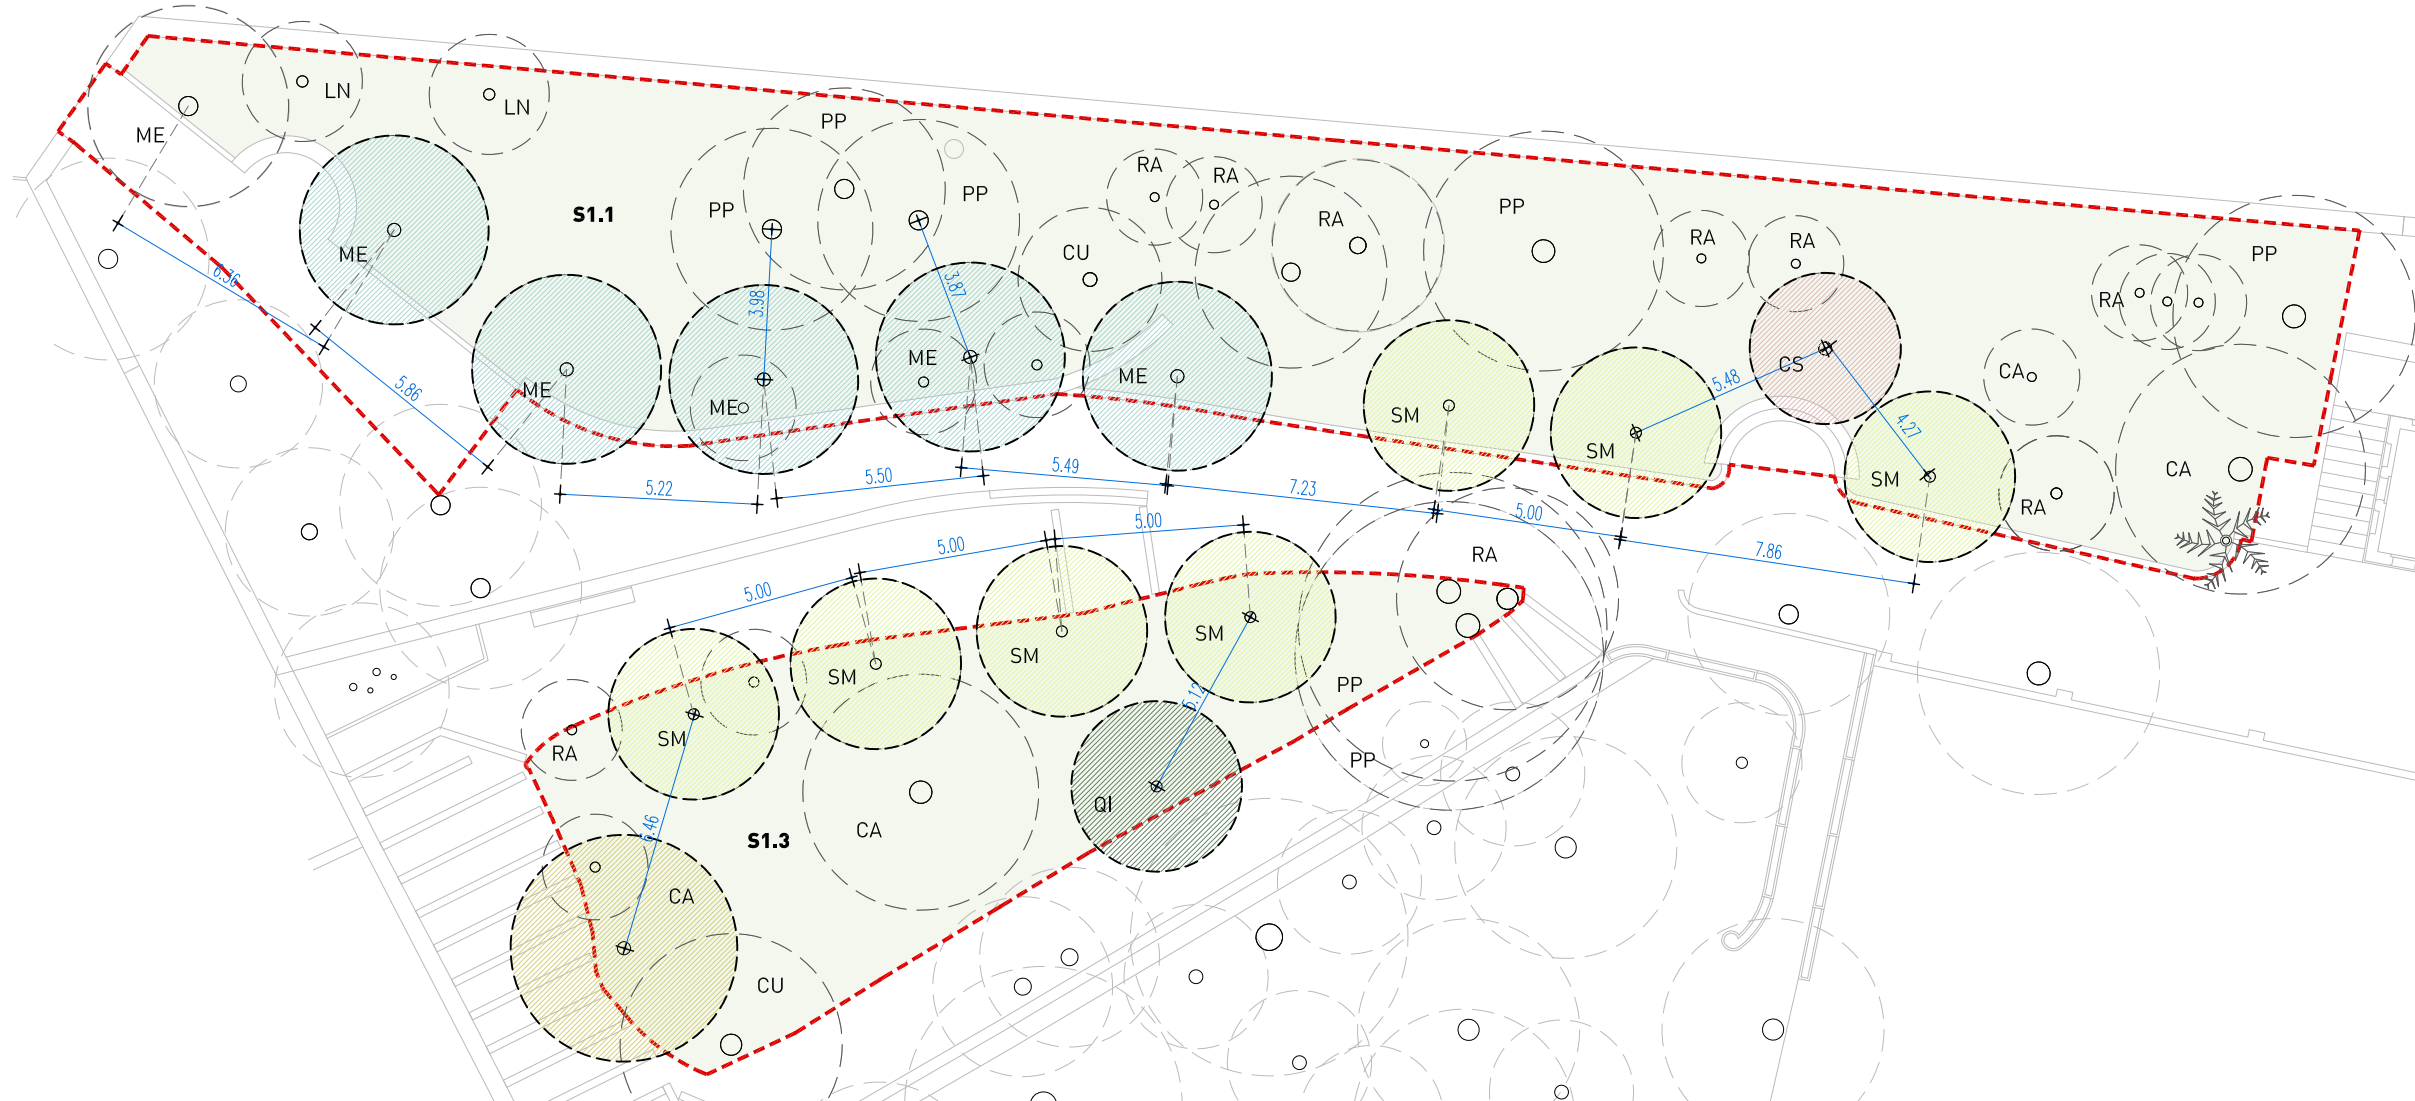 LN
LN
ME
PP
RA
RA
PP
PP
S1.1
RA
PP
RA
RA
ME
CU
PP
6.36
3.98
3.87
RA
ME
ME
CS
CA
5.86
5.48
ME
ME
SM
4.27
SM
SM
CA
RA
5.22
5.50
5.49
7.23
5.00
7.86
5.00
5.00
5.00
RA
SM
SM
SM
SM
PP
RA
PP
6.12
QI
CA
S1.3
CA
CU